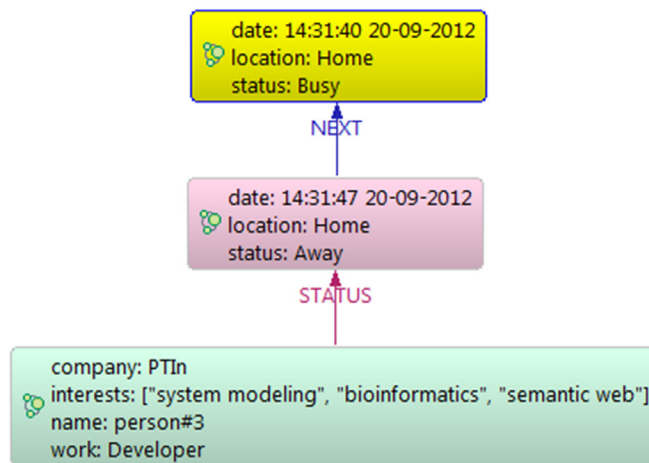 date: 14:31:40 20-09-2012
location: Home
status: Busy
NEXT
date: 14:31:47 20-09-2012
location: Home
status: Away
STATUS
company: PTIn
interests: ["system modeling", "bioinformatics", "semantic web"]
name: person#3
work: Developer